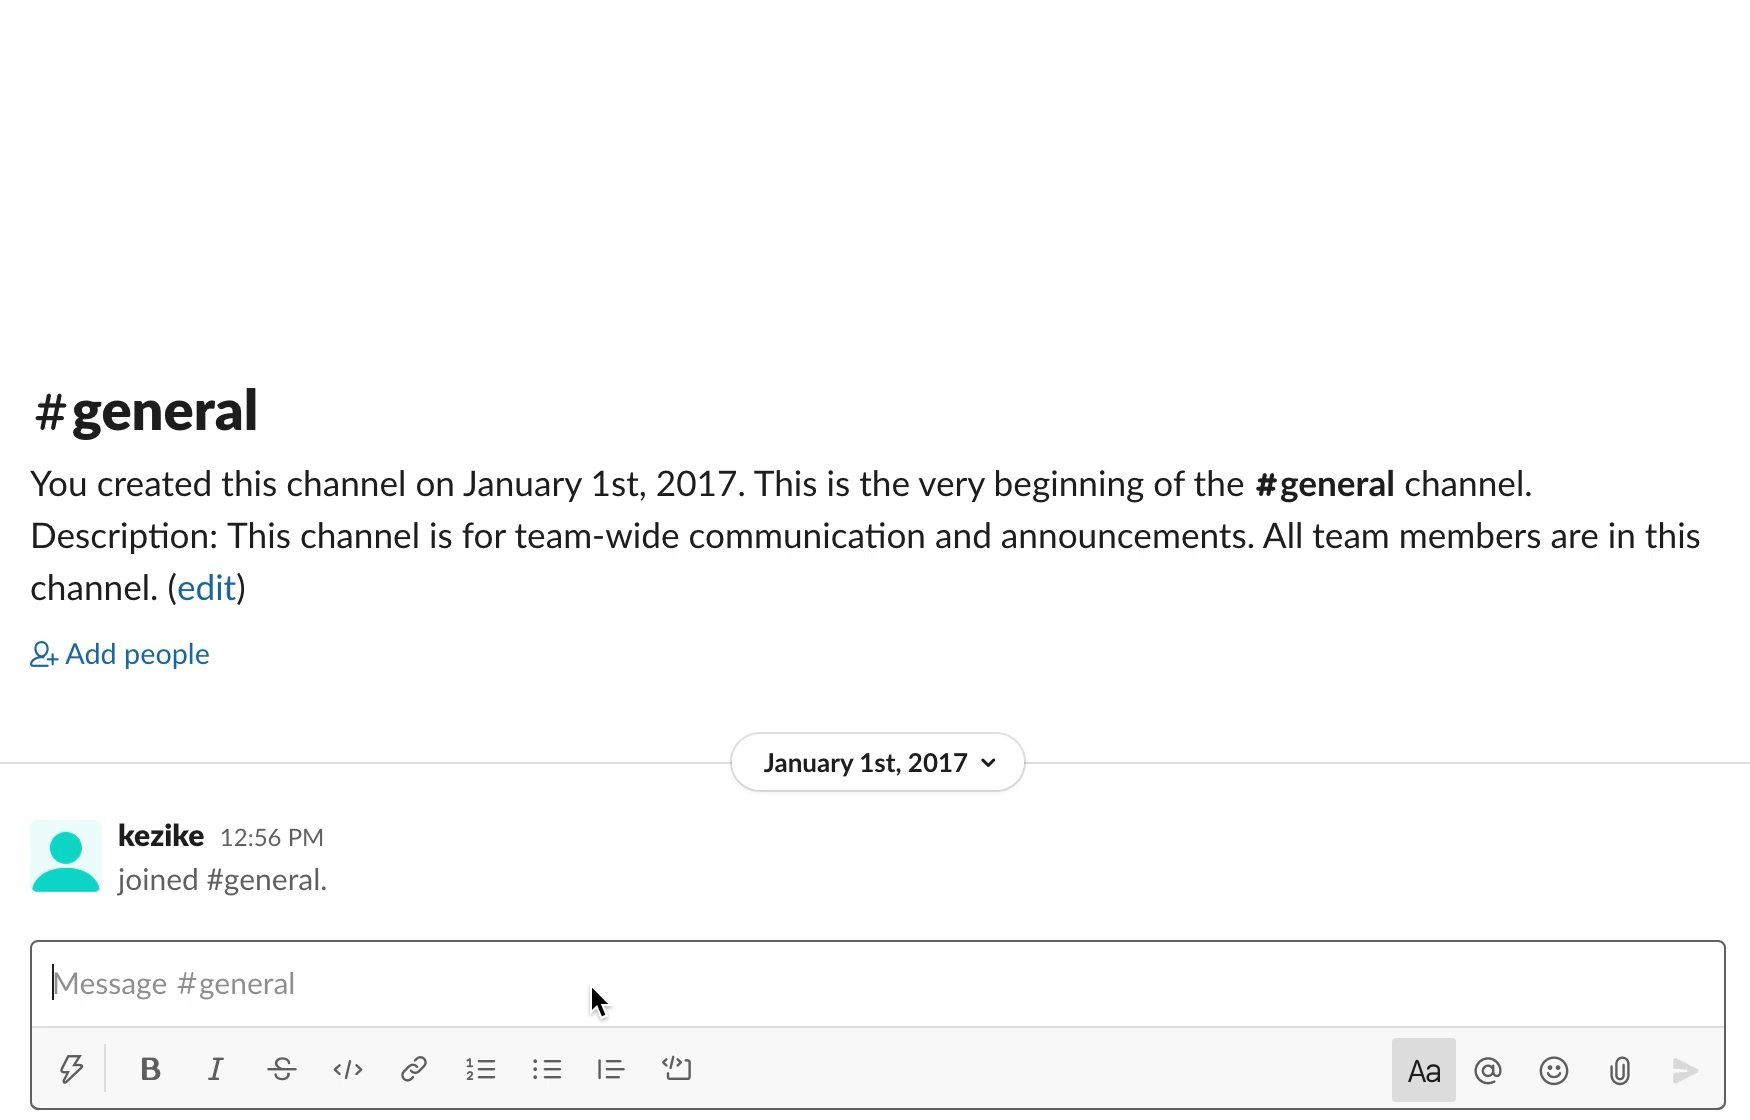 #general
You created this channel on January 1st, 2017. This is the very beginning of the #general channel.
Description: This channel is for team-wide communication and announcements. All team members are in this
channel. (edit)
Add people
January 1st, 2017
kezike 12:56 PM
joined #general.
Message #general
B I S </> Aa @